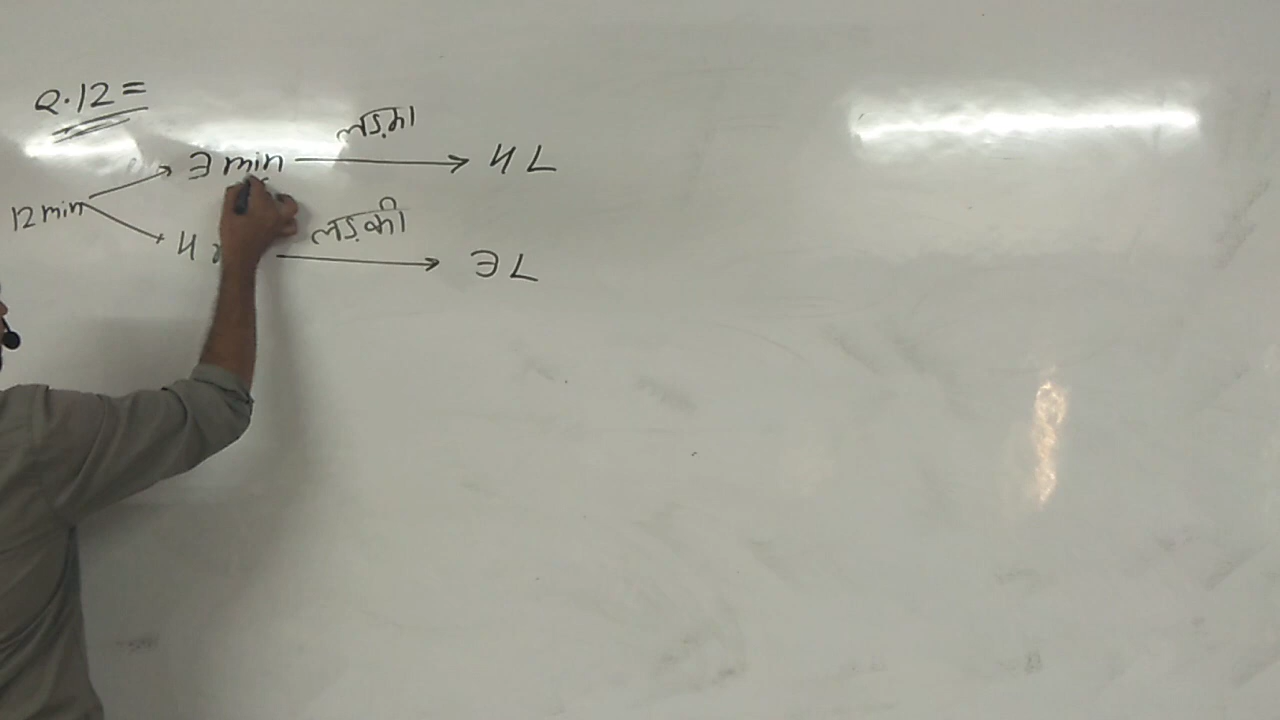 Q.12 =
लड़का
3 min → 4 L
12 min
लड़की
4 → 3 L